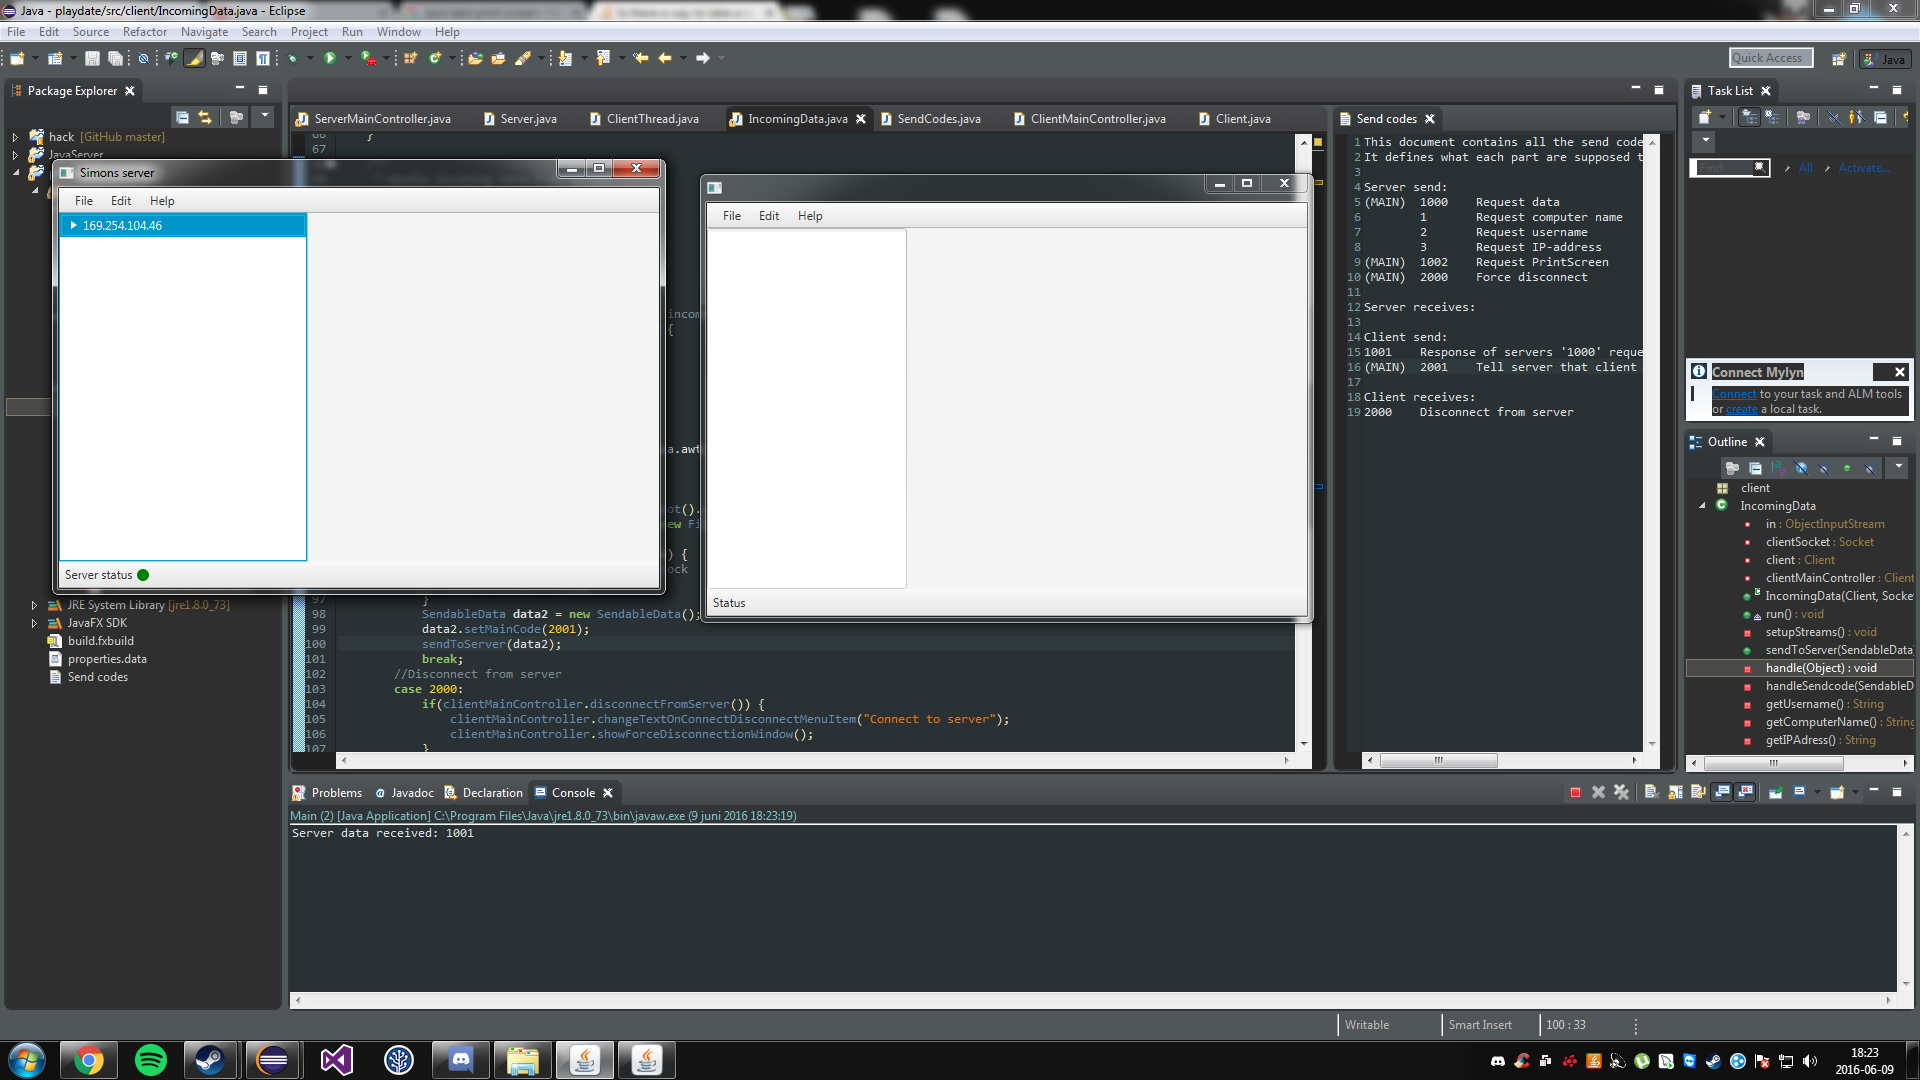 Java - playdate/src/client/IncomingData.java - Eclipse
File Edit Source Refactor Navigate Search Project Run Window Help
Quick Access
Java
Package Explorer
hack [GitHub master]
JavaServer
JRE System Library [jre1.8.0_73]
JavaFX SDK
build.fxbuild
properties.data
Send codes
Simons server
File Edit Help
169.254.104.46
Server status
File Edit Help
Status
ServerMainController.java Server.java ClientThread.java IncomingData.java SendCodes.java ClientMainController.java Client.java
66 }
67
incom
{
a.awt
ot().
ew Fi
) {
ock
97 }
98 SendableData data2 = new SendableData();
99 data2.setMainCode(2001);
100 sendToServer(data2);
101 break;
102 //Disconnect from server
103 case 2000:
104 if(clientMainController.disconnectFromServer()) {
105 clientMainController.changeTextOnConnectDisconnectMenuItem("Connect to server");
106 clientMainController.showForceDisconnectionWindow();
107 }
Send codes
1 This document contains all the send code
2 It defines what each part are supposed t
3
4 Server send:
5 (MAIN) 1000 Request data
6 1 Request computer name
7 2 Request username
8 3 Request IP-address
9 (MAIN) 1002 Request PrintScreen
10 (MAIN) 2000 Force disconnect
11
12 Server receives:
13
14 Client send:
15 1001 Response of servers '1000' reque
16 (MAIN) 2001 Tell server that client
17
18 Client receives:
19 2000 Disconnect from server
Task List
Find All Activate...
Connect Mylyn
Connect to your task and ALM tools
or create a local task.
Outline
client
IncomingData
in : ObjectInputStream
clientSocket : Socket
client : Client
clientMainController : Client
IncomingData(Client, Socke
run() : void
setupStreams() : void
sendToServer(SendableData
handle(Object) : void
handleSendcode(SendableD
getUsername() : String
getComputerName() : String
getIPAdress() : String
Problems Javadoc Declaration Console
Main (2) [Java Application] C:\Program Files\Java\jre1.8.0_73\bin\javaw.exe (9 juni 2016 18:23:19)
Server data received: 1001
Writable Smart Insert 100 : 33
18:23
2016-06-09